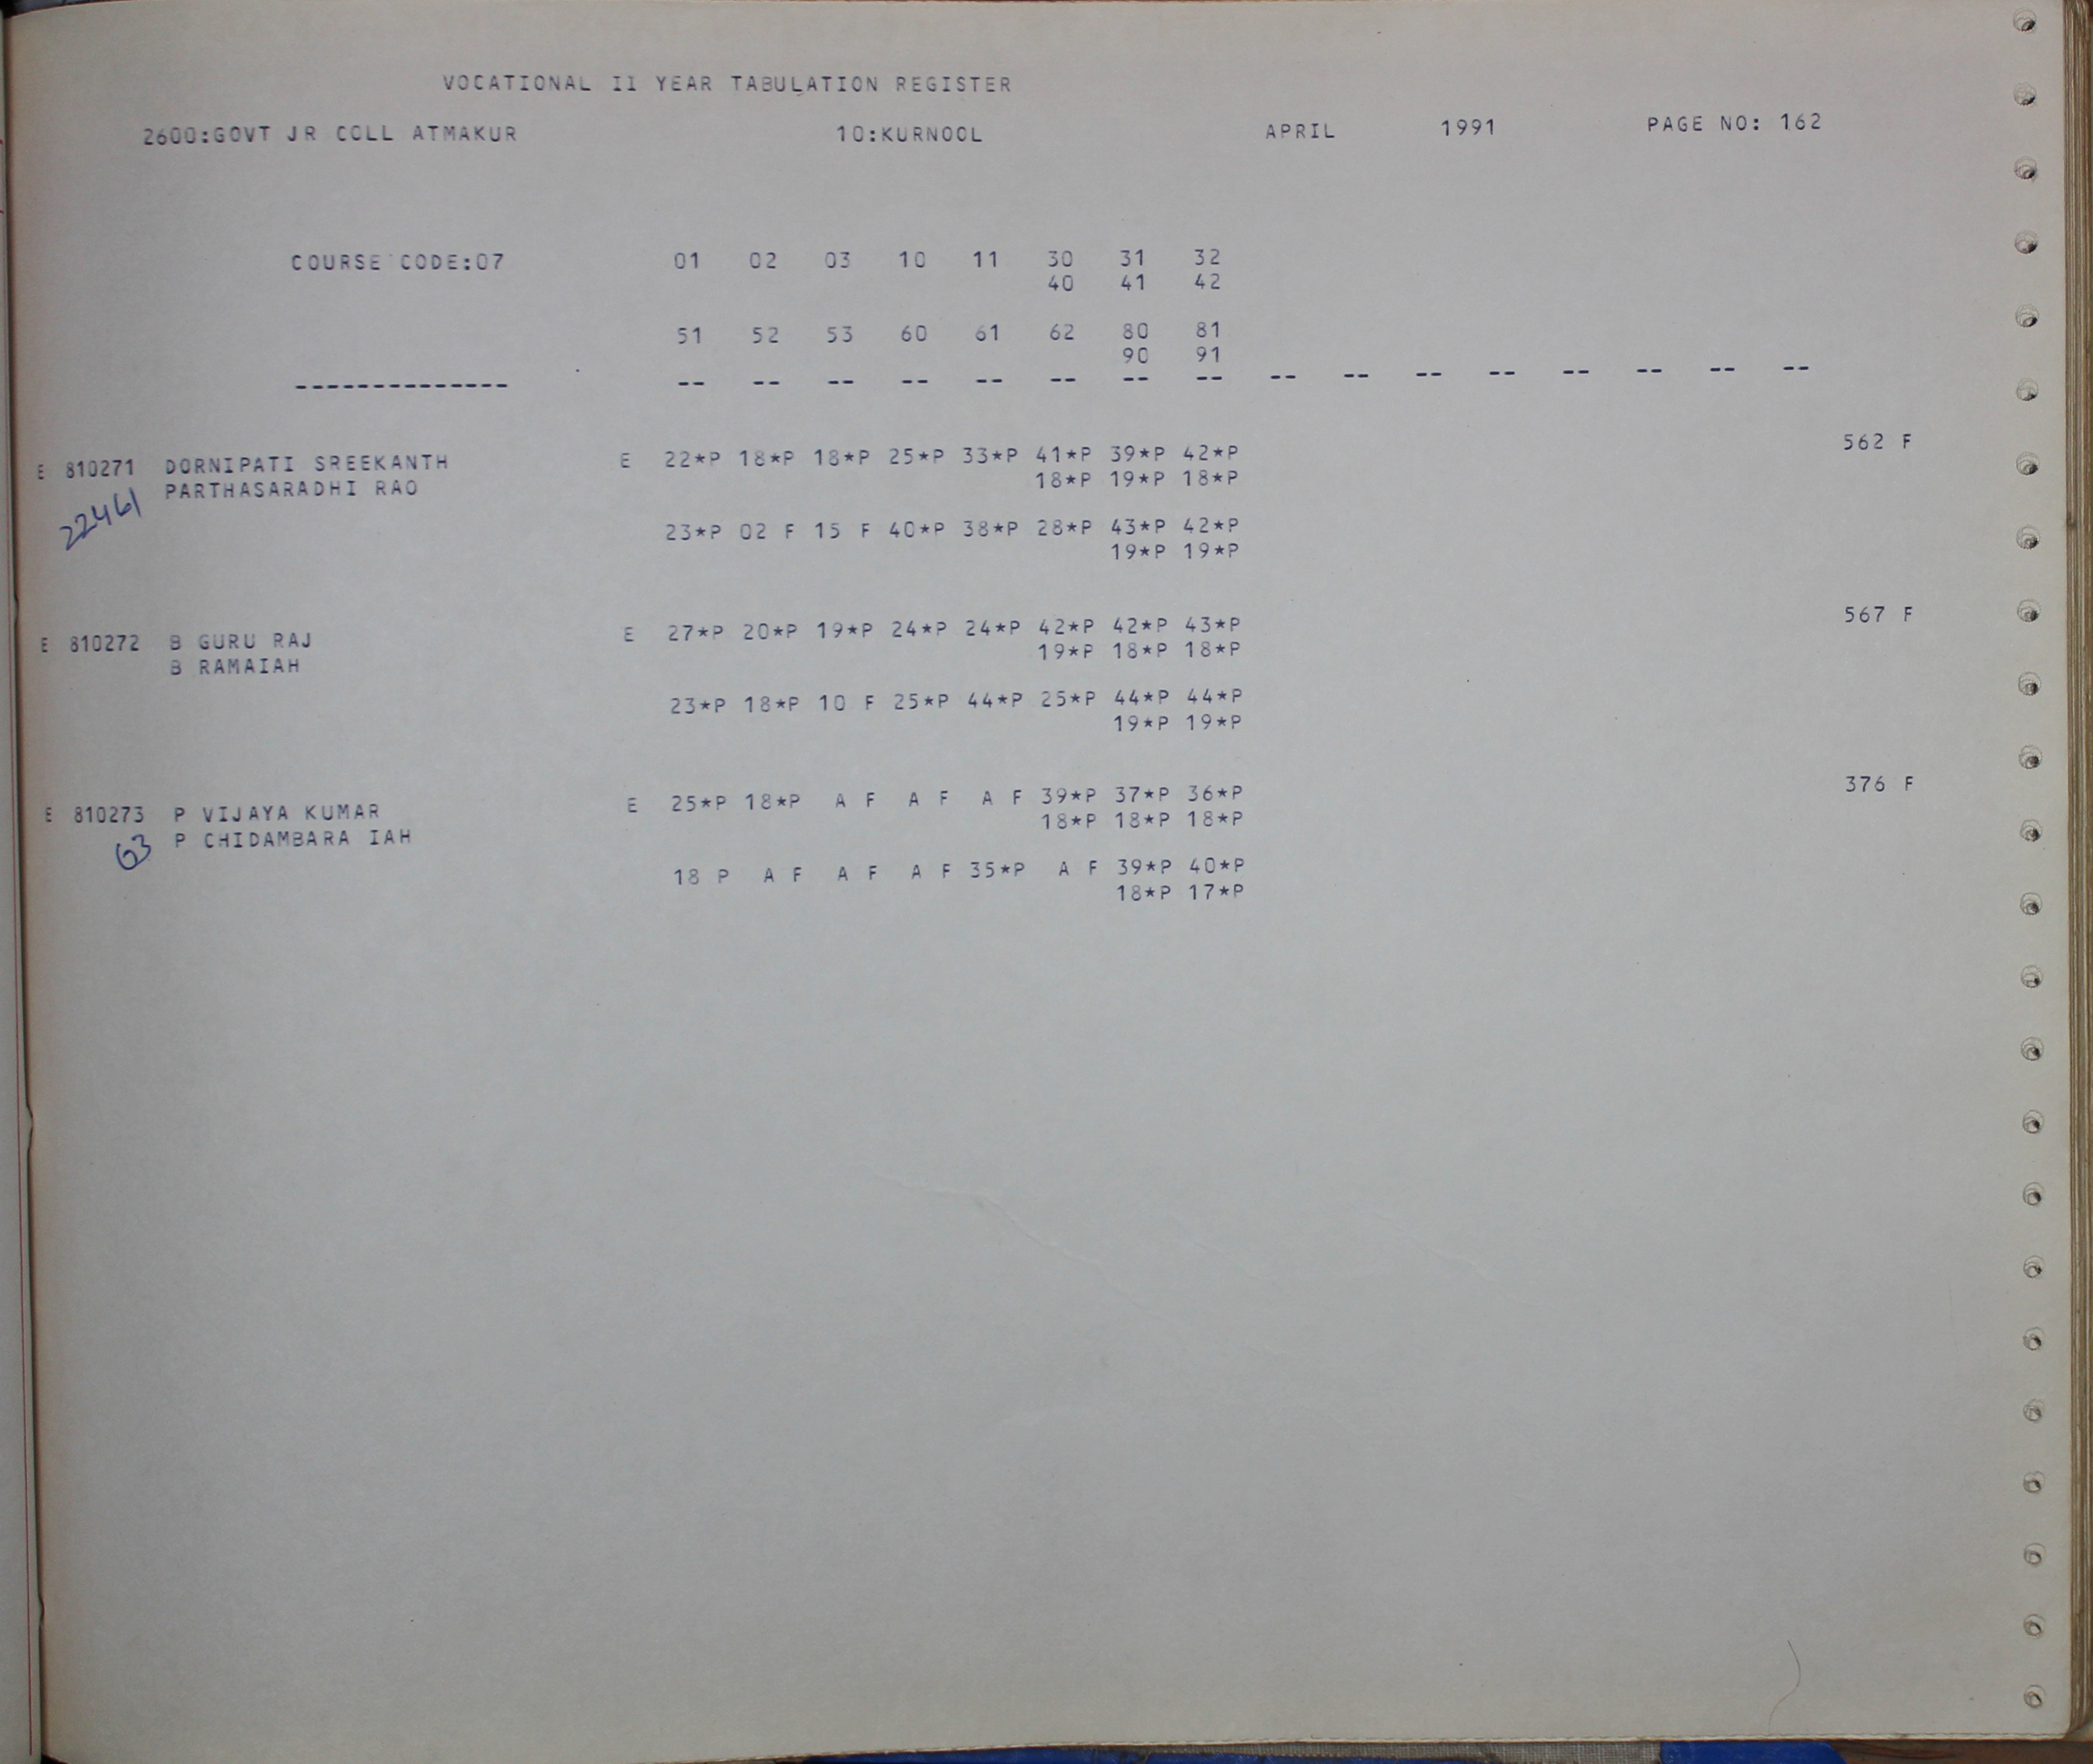 VOCATIONAL II YEAR TABULATION REGISTER
2600:GOVT JR COLL ATMAKUR 10:KURNOOL APRIL 1991 PAGE NO: 162
COURSE CODE:07 01 02 03 10 11 30 31 32
40 41 42
51 52 53 60 61 62 80 81
90 91
-------------- -- -- -- -- -- -- -- -- -- -- -- -- -- -- -- --
E 810271 DORNIPATI SREEKANTH E 22*P 18*P 18*P 25*P 33*P 41*P 39*P 42*P 562 F
PARTHASARADHI RAO 18*P 19*P 18*P
22461 23*P 02 F 15 F 40*P 38*P 28*P 43*P 42*P
19*P 19*P
E 810272 B GURU RAJ E 27*P 20*P 19*P 24*P 24*P 42*P 42*P 43*P 567 F
B RAMAIAH 19*P 18*P 18*P
23*P 18*P 10 F 25*P 44*P 25*P 44*P 44*P
19*P 19*P
E 810273 P VIJAYA KUMAR E 25*P 18*P A F A F A F 39*P 37*P 36*P 376 F
63 P CHIDAMBARA IAH 18*P 18*P 18*P
18 P A F A F A F 35*P A F 39*P 40*P
18*P 17*P